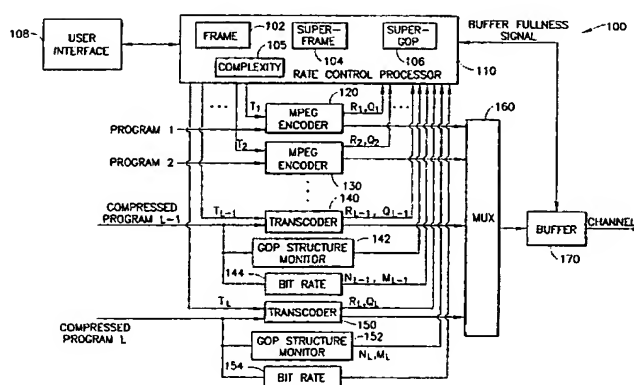 100
BUFFER FULLNESS
SIGNAL
108
USER
INTERFACE
FRAME
102
105
COMPLEXITY
SUPER-
FRAME
104
SUPER-
GOP
106
RATE CONTROL PROCESSOR
110
T1
120
R1,Q1
MPEG
ENCODER
PROGRAM 1
T2
R2,Q2
MPEG
ENCODER
PROGRAM 2
130
140
160
MUX
COMPRESSED
PROGRAM L-1
TL-1
TRANSCODER
RL-1, QL-1
142
GOP STRUCTURE
MONITOR
144
BIT RATE
NL-1, ML-1
BUFFER
170
CHANNEL
TL
TRANSCODER
RL,QL
150
COMPRESSED
PROGRAM L
152
GOP STRUCTURE
MONITOR
NL,ML
154
BIT RATE